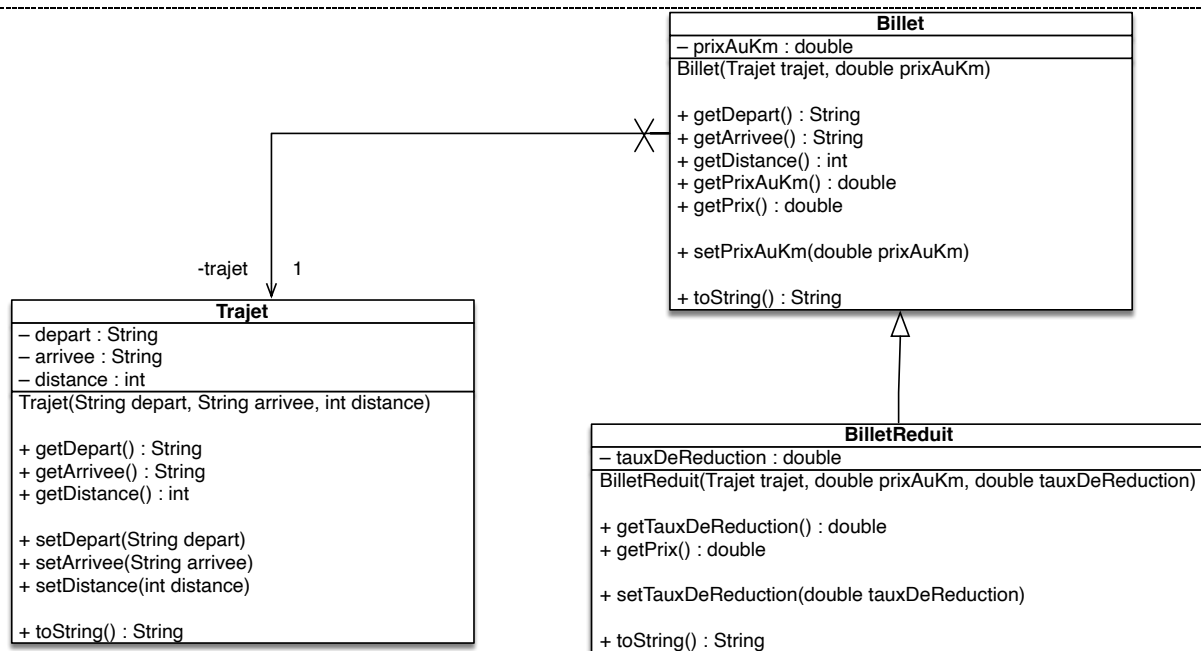 Billet
– prixAuKm : double
Billet(Trajet trajet, double prixAuKm)
+ getDepart() : String
+ getArrivee() : String
+ getDistance() : int
+ getPrixAuKm() : double
+ getPrix() : double
+ setPrixAuKm(double prixAuKm)
+ toString() : String
-trajet 1
Trajet
– depart : String
– arrivee : String
– distance : int
Trajet(String depart, String arrivee, int distance)
+ getDepart() : String
+ getArrivee() : String
+ getDistance() : int
+ setDepart(String depart)
+ setArrivee(String arrivee)
+ setDistance(int distance)
+ toString() : String
BilletReduit
– tauxDeReduction : double
BilletReduit(Trajet trajet, double prixAuKm, double tauxDeReduction)
+ getTauxDeReduction() : double
+ getPrix() : double
+ setTauxDeReduction(double tauxDeReduction)
+ toString() : String